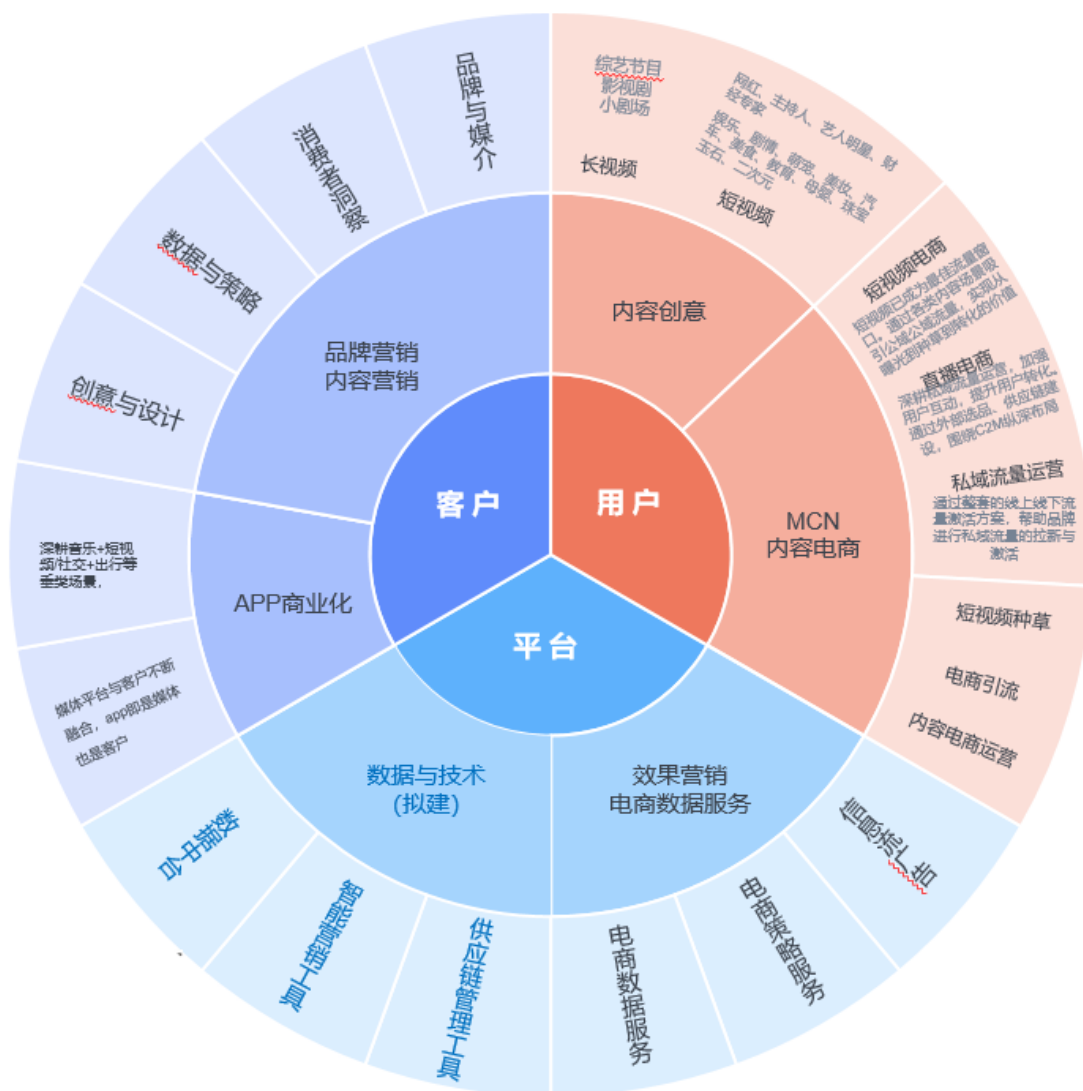 客户
用户
平台
品牌营销
内容营销
APP商业化
内容创意
MCN
内容电商
数据与技术
(拟建)
效果营销
电商数据服务
品牌与媒介
消费者洞察
数据与策略
创意与设计
深耕音乐+短视
频/社交+出行等
垂类场景，
媒体平台与客户不断
融合，app即是媒体
也是客户
综艺节目
影视剧
小剧场
长视频
网红、主持人、艺人明星、财
经专家
娱乐、剧情、萌宠、美妆、汽
车、美食、教育、母婴、珠宝
玉石、二次元
短视频
短视频电商
短视频已成为最佳流量窗
口，通过各类内容场景吸
引公域公域流量，实现从
曝光到种草到转化的价值
直播电商
深耕私域流量运营，加强
用户互动，提升用户转化。
通过外部选品、供应链建
设，围绕C2M纵深布局
私域流量运营
通过整套的线上线下流
量激活方案，帮助品牌
进行私域流量的拉新与
激活
短视频种草
电商引流
内容电商运营
信息流广告
电商策略服务
电商数据服务
供应链管理工具
智能营销工具
数据中台